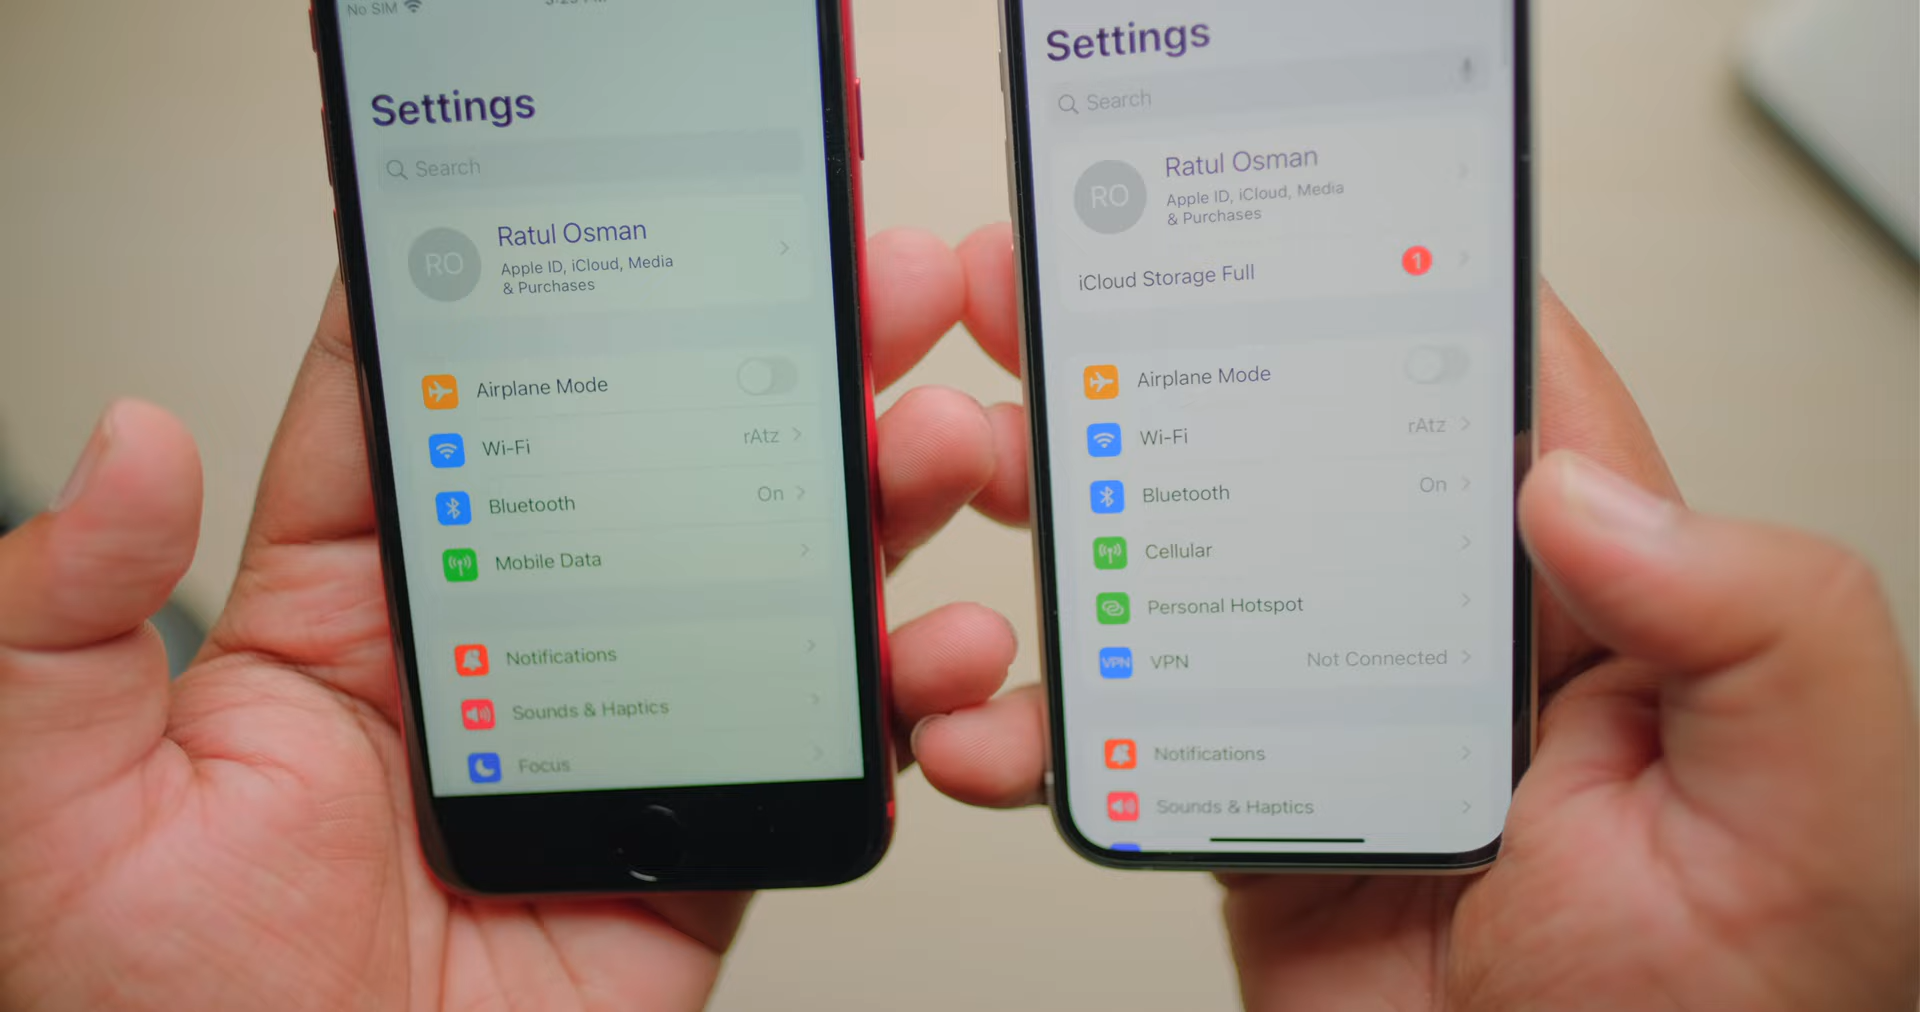 No SIM
Settings
Search
RO
Ratul Osman
Apple ID, iCloud, Media
& Purchases
Airplane Mode
Wi-Fi
rAtz
Bluetooth
On
Mobile Data
Notifications
Sounds & Haptics
Focus
Settings
Search
RO
Ratul Osman
Apple ID, iCloud, Media
& Purchases
iCloud Storage Full
1
Airplane Mode
Wi-Fi
rAtz
Bluetooth
On
Cellular
Personal Hotspot
VPN
VPN
Not Connected
Notifications
Sounds & Haptics